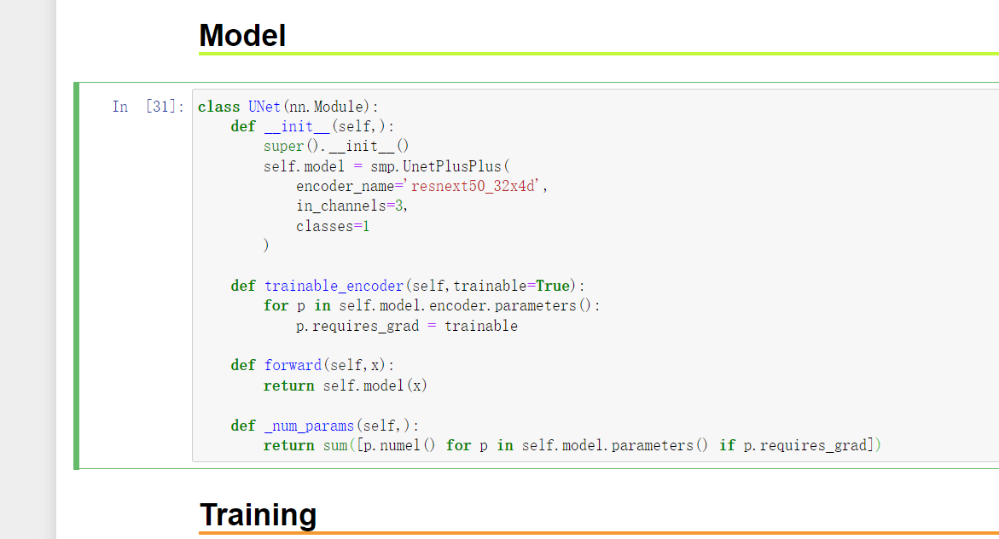 Model
In [31]:
class UNet(nn.Module):
    def __init__(self,):
        super().__init__()
        self.model = smp.UnetPlusPlus(
            encoder_name='resnext50_32x4d',
            in_channels=3,
            classes=1
        )
    def trainable_encoder(self,trainable=True):
        for p in self.model.encoder.parameters():
            p.requires_grad = trainable
    def forward(self,x):
        return self.model(x)
    def _num_params(self,):
        return sum([p.numel() for p in self.model.parameters() if p.requires_grad])
Training